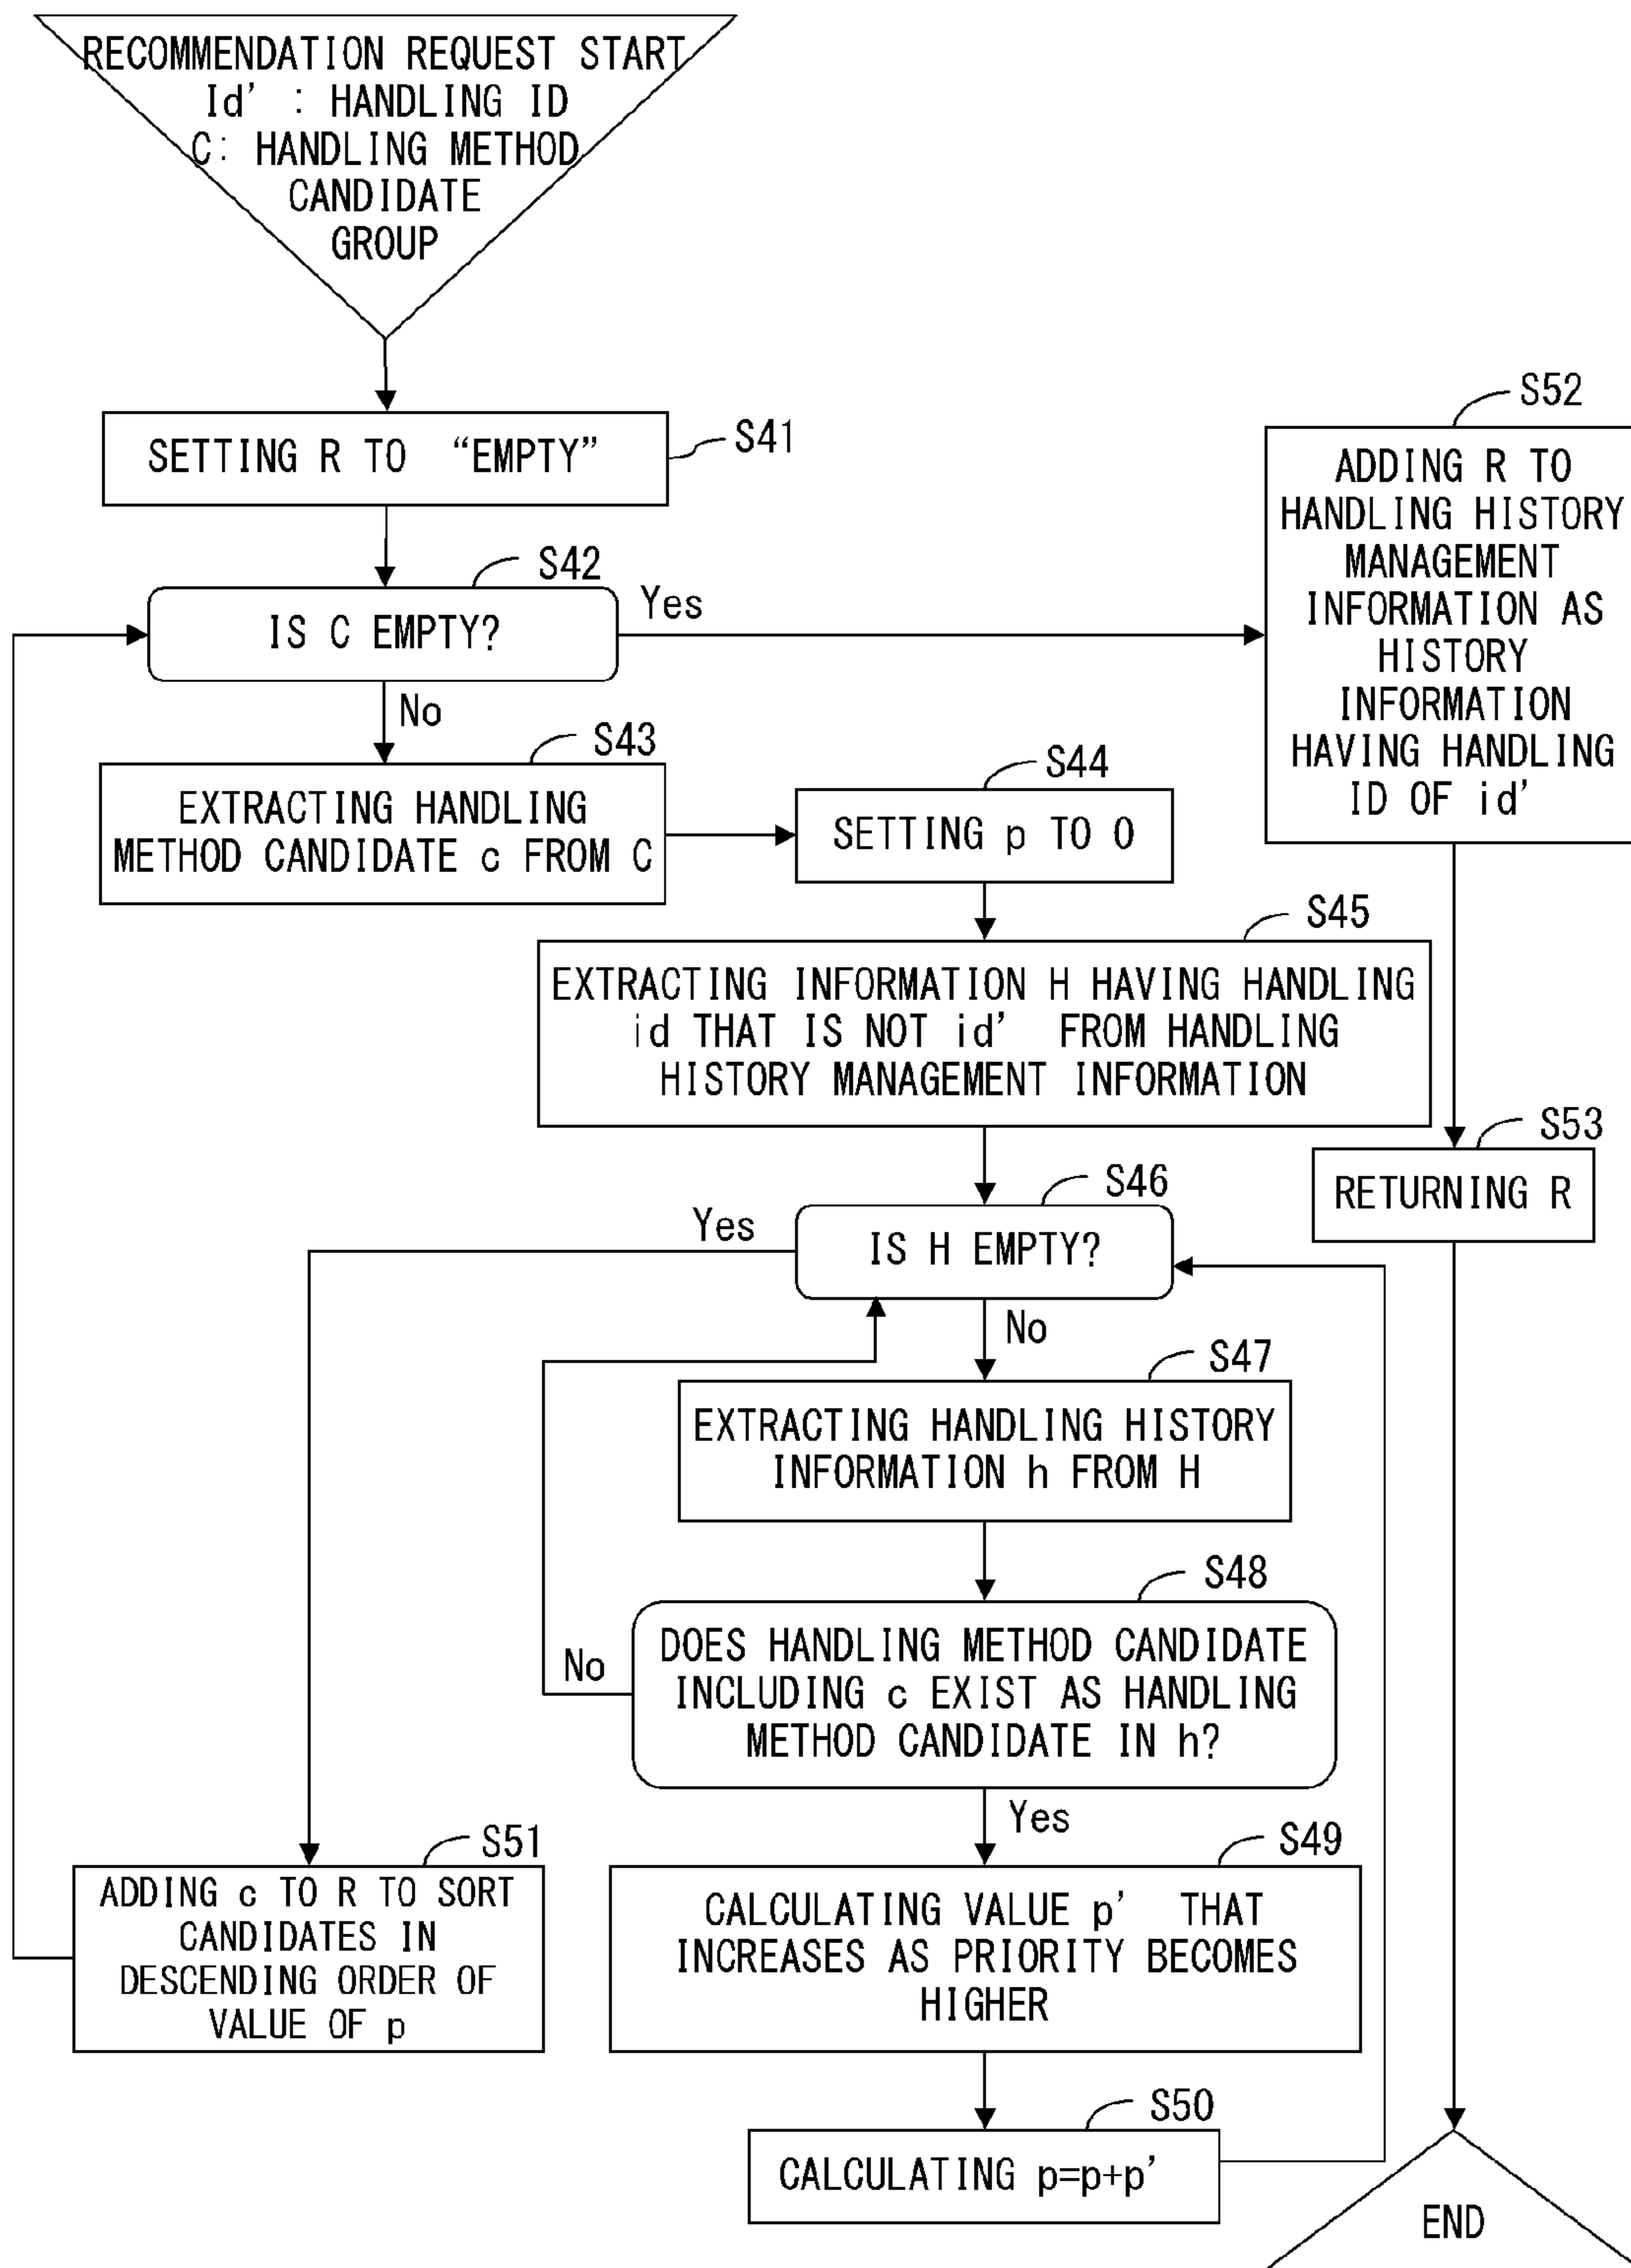 RECOMMENDATION REQUEST START
Id' : HANDLING ID
C: HANDLING METHOD
CANDIDATE
GROUP
S41
SETTING R TO “EMPTY”
S42
IS C EMPTY?
Yes
No
S52
ADDING R TO
HANDLING HISTORY
MANAGEMENT
INFORMATION AS
HISTORY
INFORMATION
HAVING HANDLING
ID OF id'
S43
EXTRACTING HANDLING
METHOD CANDIDATE c FROM C
S44
SETTING p TO 0
S45
EXTRACTING INFORMATION H HAVING HANDLING
id THAT IS NOT id' FROM HANDLING
HISTORY MANAGEMENT INFORMATION
S53
RETURNING R
S46
IS H EMPTY?
Yes
No
S47
EXTRACTING HANDLING HISTORY
INFORMATION h FROM H
S48
DOES HANDLING METHOD CANDIDATE
INCLUDING c EXIST AS HANDLING
METHOD CANDIDATE IN h?
No
Yes
S51
ADDING c TO R TO SORT
CANDIDATES IN
DESCENDING ORDER OF
VALUE OF p
S49
CALCULATING VALUE p' THAT
INCREASES AS PRIORITY BECOMES
HIGHER
S50
CALCULATING p=p+p'
END